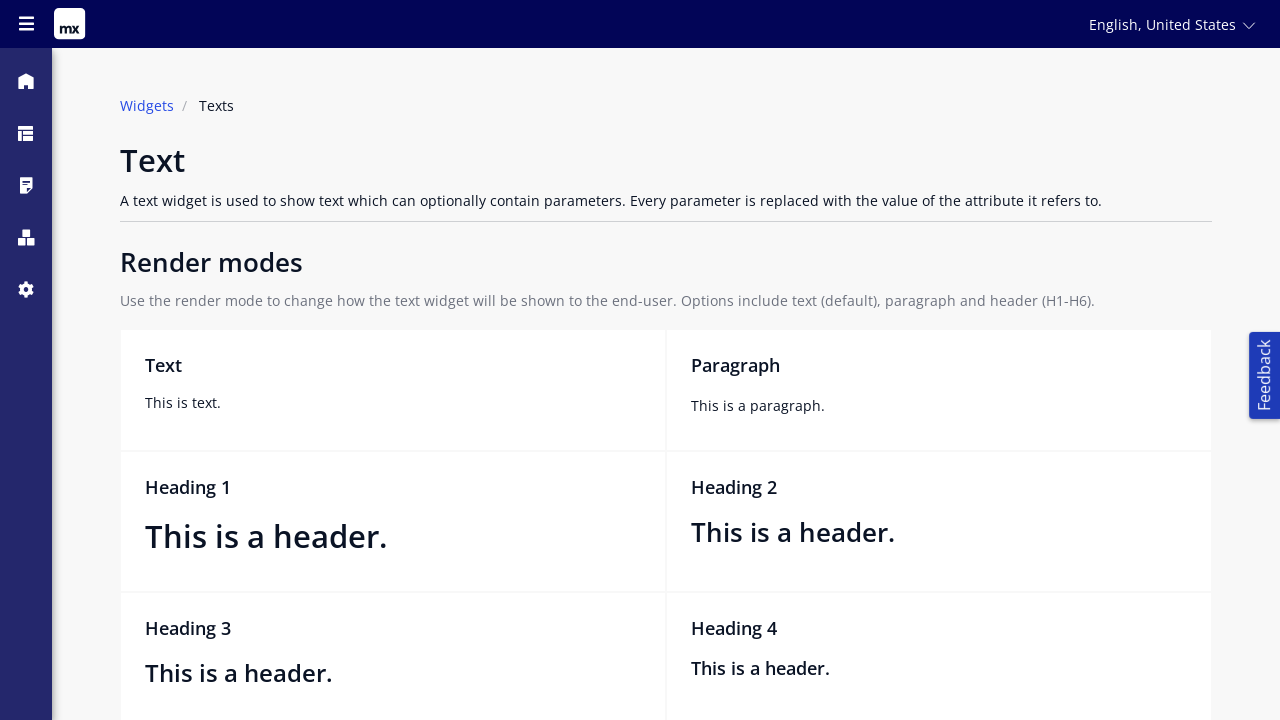 mx
English, United States
Widgets / Texts
Text
A text widget is used to show text which can optionally contain parameters. Every parameter is replaced with the value of the attribute it refers to.
Render modes
Use the render mode to change how the text widget will be shown to the end-user. Options include text (default), paragraph and header (H1-H6).
Text
This is text.
Paragraph
This is a paragraph.
Feedback
Heading 1
This is a header.
Heading 2
This is a header.
Heading 3
This is a header.
Heading 4
This is a header.